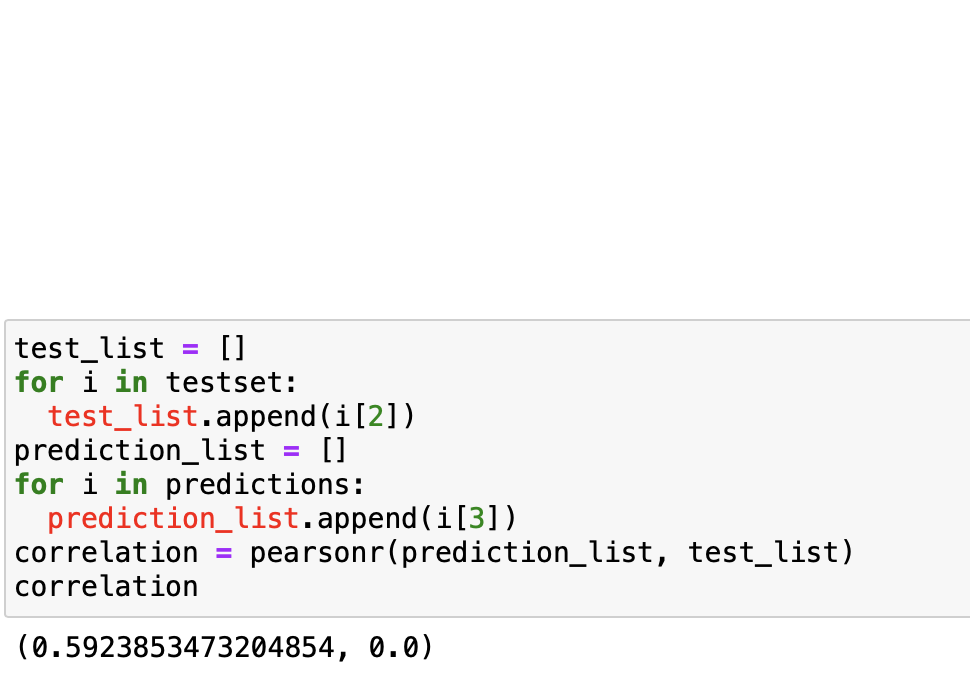 test_list = []
for i in testset:
  test_list.append(i[2])
prediction_list = []
for i in predictions:
  prediction_list.append(i[3])
correlation = pearsonr(prediction_list, test_list)
correlation
(0.5923853473204854, 0.0)